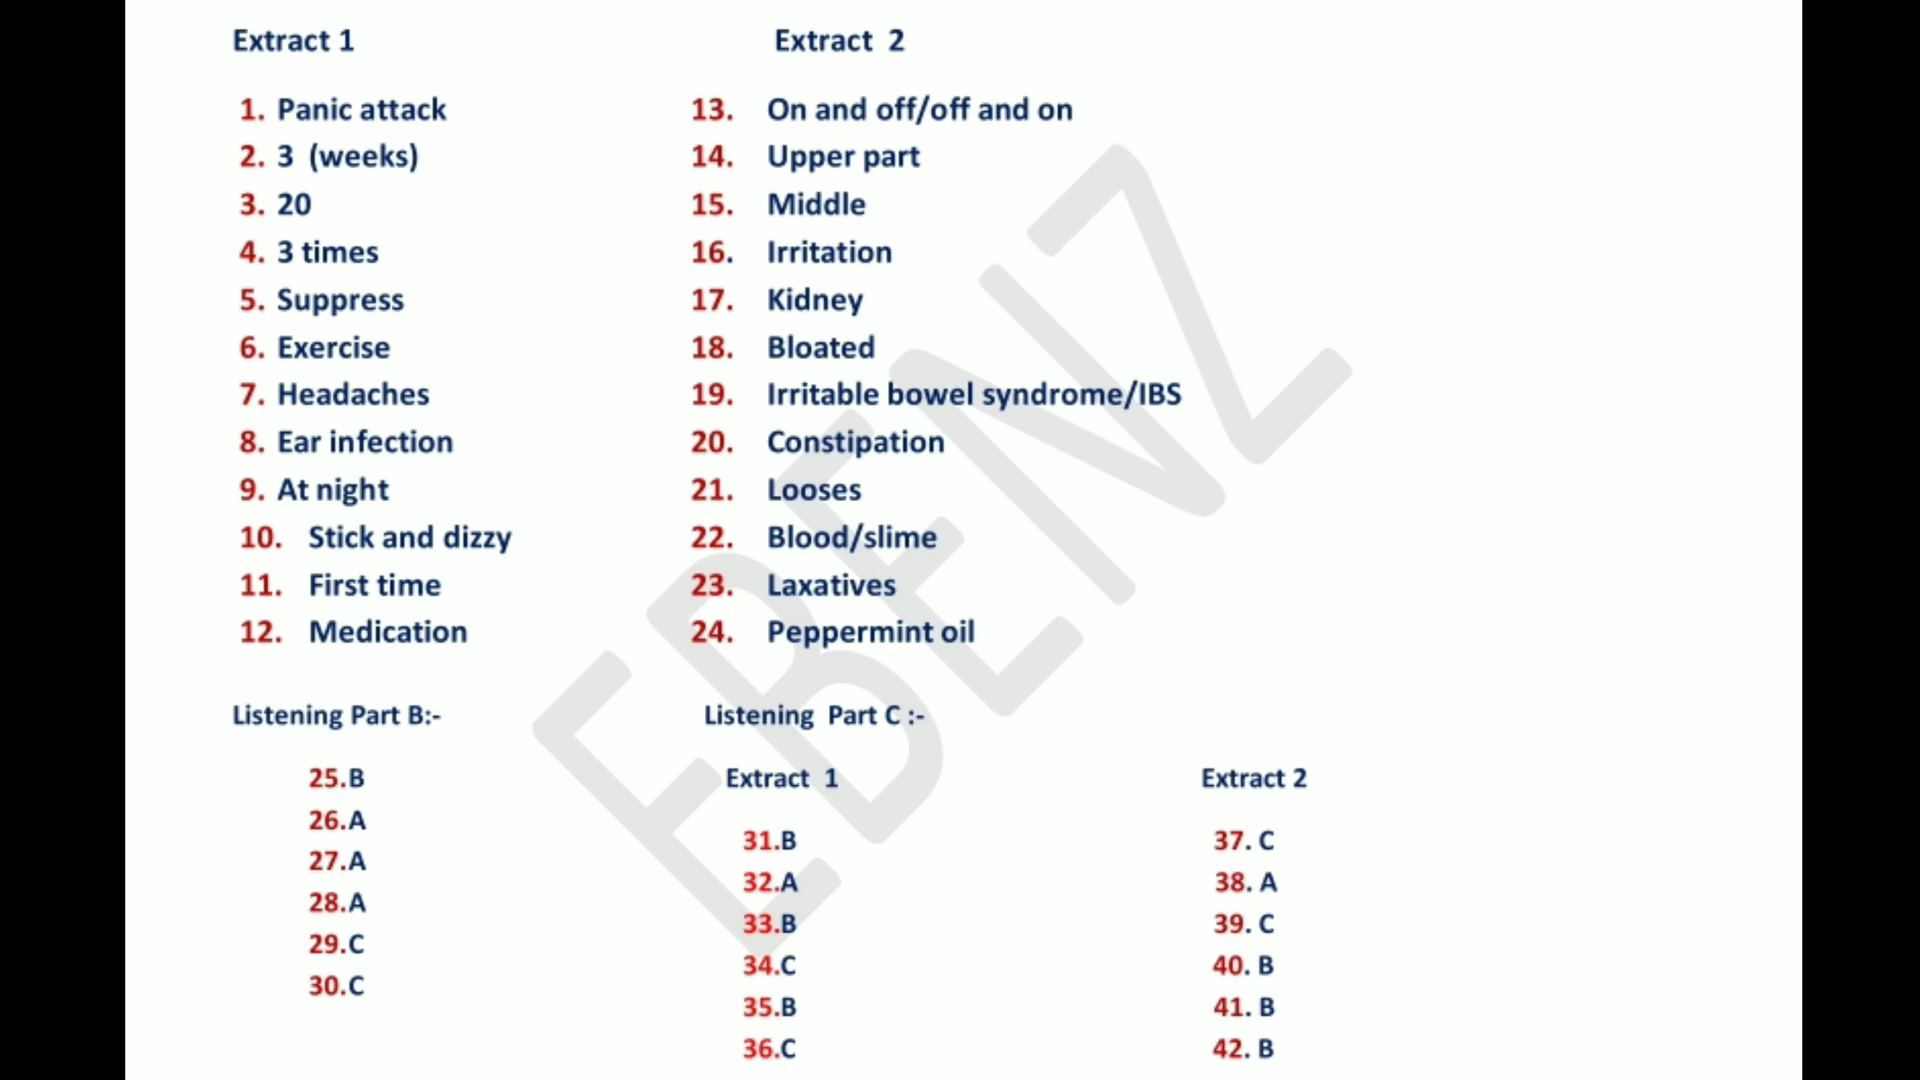 Extract 1
1. Panic attack
2. 3 (weeks)
3. 20
4. 3 times
5. Suppress
6. Exercise
7. Headaches
8. Ear infection
9. At night
10. Stick and dizzy
11. First time
12. Medication
Extract 2
13. On and off/off and on
14. Upper part
15. Middle
16. Irritation
17. Kidney
18. Bloated
19. Irritable bowel syndrome/IBS
20. Constipation
21. Looses
22. Blood/slime
23. Laxatives
24. Peppermint oil
Listening Part B:-
25.B
26.A
27.A
28.A
29.C
30.C
Listening Part C :-
Extract 1
31.B
32.A
33.B
34.C
35.B
36.C
Extract 2
37. C
38. A
39. C
40. B
41. B
42. B
EBENZ